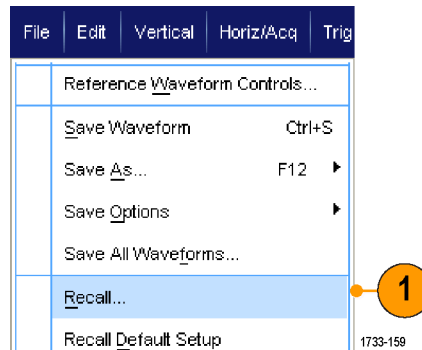 File Edit Vertical Horiz/Acq Trig
Reference Waveform Controls...
Save Waveform Ctrl+S
Save As... F12
Save Options
Save All Waveforms...
Recall...
1
Recall Default Setup
1733-159